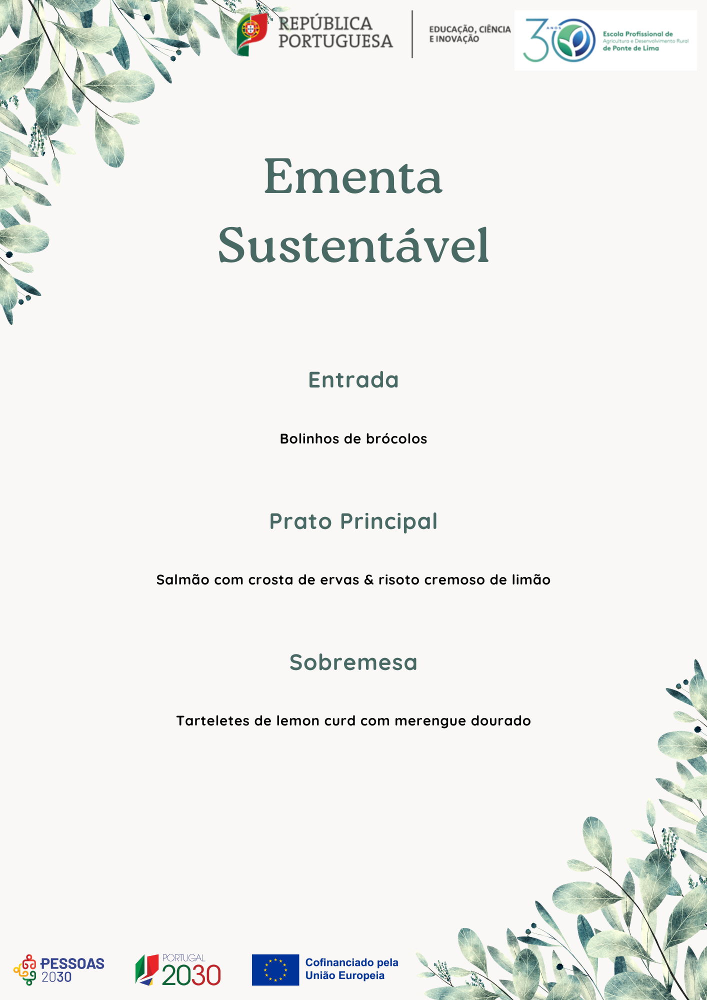 REPÚBLICA
PORTUGUESA
EDUCAÇÃO, CIÊNCIA
E INOVAÇÃO
30
ANOS
Escola Profissional de
Agricultura e Desenvolvimento Rural
de Ponte de Lima
Ementa
Sustentável
Entrada
Bolinhos de brócolos
Prato Principal
Salmão com crosta de ervas & risoto cremoso de limão
Sobremesa
Tarteletes de lemon curd com merengue dourado
PESSOAS
2030
PORTUGAL
2030
Cofinanciado pela
União Europeia